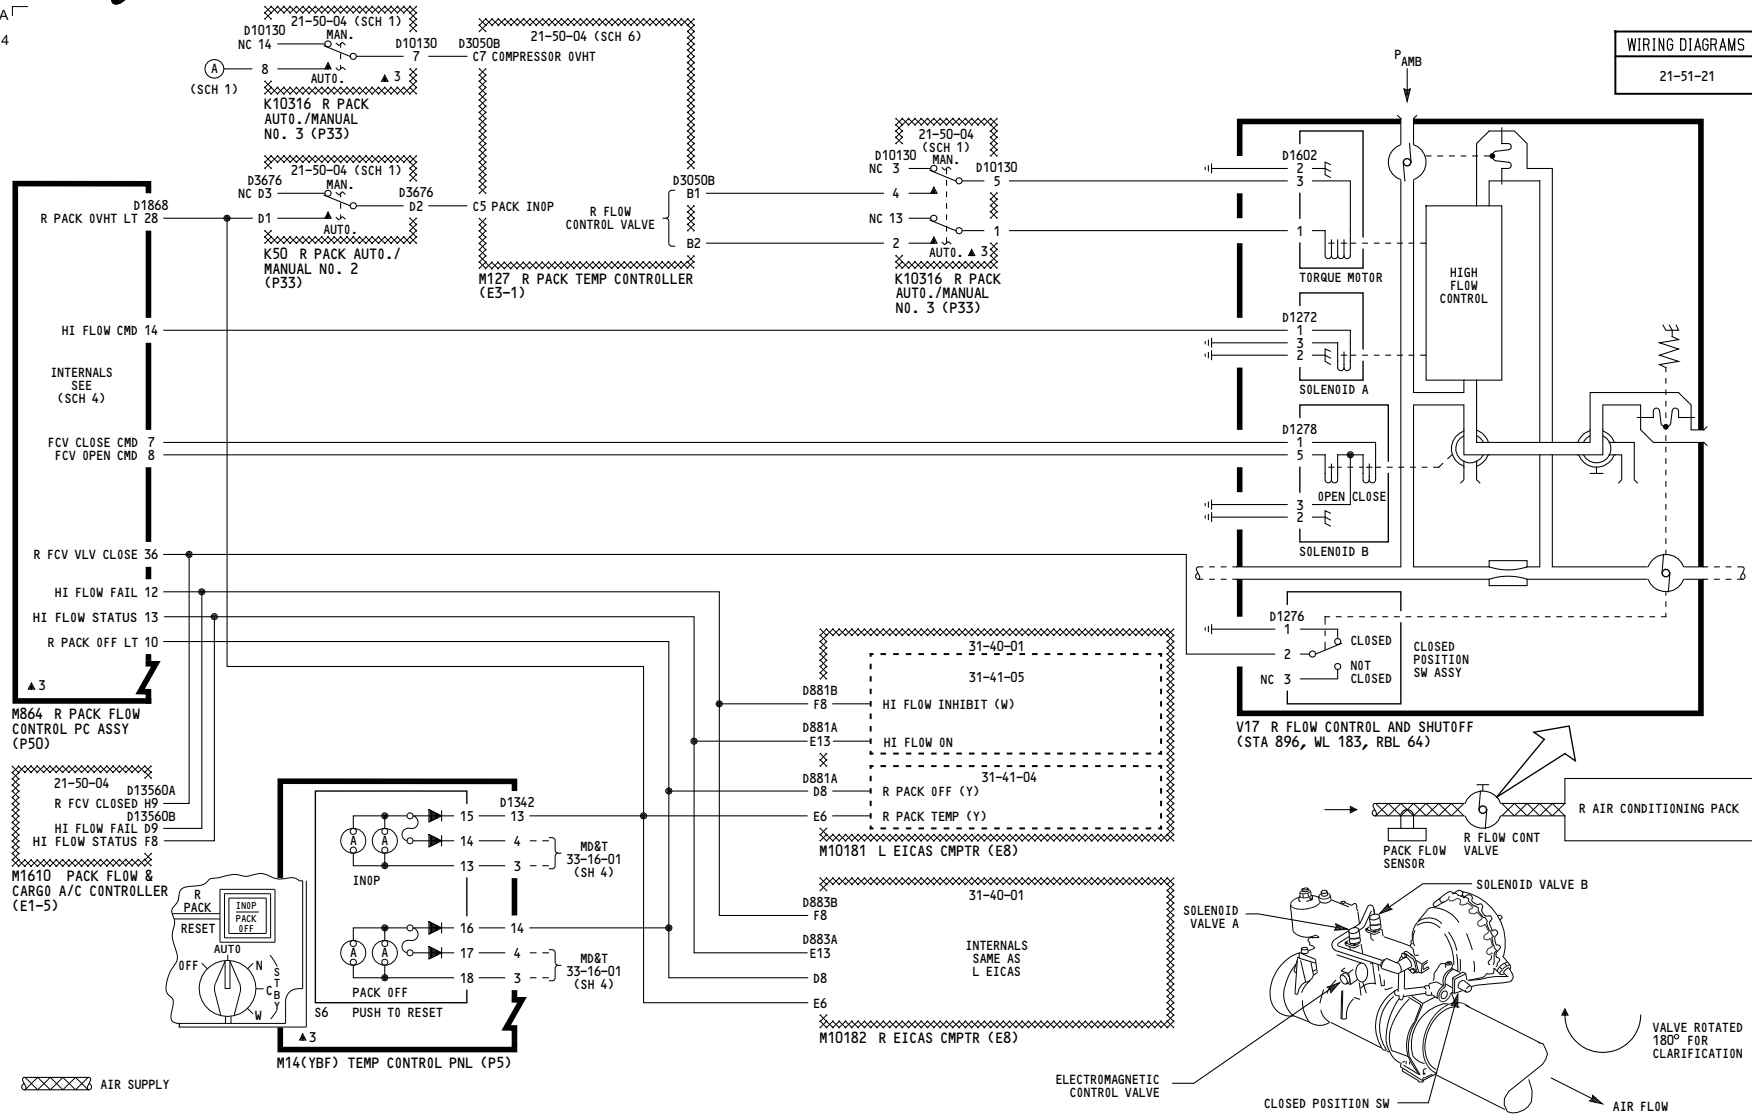 A
4
WIRING DIAGRAMS
21-51-21
21-50-04 (SCH 1)
D10130
MAN.
NC 14
D10130
7
A
8
AUTO.
▲ 3
(SCH 1)
K10316 R PACK
AUTO./MANUAL
NO. 3 (P33)
21-50-04 (SCH 1)
D3676
MAN.
NC D3
D3676
D2
D1
AUTO.
K50 R PACK AUTO./
MANUAL NO. 2
(P33)
21-50-04 (SCH 6)
D3050B
C7 COMPRESSOR OVHT
C5 PACK INOP
D3050B
B1
R FLOW
CONTROL VALVE
B2
M127 R PACK TEMP CONTROLLER
(E3-1)
21-50-04
(SCH 1)
D10130
MAN.
NC 3
D10130
5
4
NC 13
1
2
AUTO. ▲ 3
K10316 R PACK
AUTO./MANUAL
NO. 3 (P33)
D1868
R PACK OVHT LT 28
HI FLOW CMD 14
INTERNALS
SEE
(SCH 4)
FCV CLOSE CMD 7
FCV OPEN CMD 8
R FCV VLV CLOSE 36
HI FLOW FAIL 12
HI FLOW STATUS 13
R PACK OFF LT 10
▲ 3
M864 R PACK FLOW
CONTROL PC ASSY
(P50)
PAMB
D1602
2
3
1
TORQUE MOTOR
HIGH
FLOW
CONTROL
D1272
1
3
2
SOLENOID A
D1278
1
5
OPEN CLOSE
3
2
SOLENOID B
D1276
1
CLOSED
2
NOT
CLOSED
NC 3
CLOSED
POSITION
SW ASSY
V17 R FLOW CONTROL AND SHUTOFF
(STA 896, WL 183, RBL 64)
21-50-04
D13560A
R FCV CLOSED H9
D13560B
HI FLOW FAIL D9
HI FLOW STATUS F8
M1610 PACK FLOW &
CARGO A/C CONTROLLER
(E1-5)
D1342
15
13
A
A
14
4
13
3
INOP
MD&T
33-16-01
(SH 4)
16
14
A
A
17
4
18
3
PACK OFF
MD&T
33-16-01
(SH 4)
S6
PUSH TO RESET
▲ 3
M14(YBF) TEMP CONTROL PNL (P5)
R
PACK
RESET
INOP
PACK
OFF
AUTO
OFF
N
C
W
STBY
31-40-01
31-41-05
D881B
F8
HI FLOW INHIBIT (W)
D881A
E13
HI FLOW ON
31-41-04
D881A
D8
R PACK OFF (Y)
E6
R PACK TEMP (Y)
M10181 L EICAS CMPTR (E8)
31-40-01
D883B
F8
D883A
E13
D8
E6
INTERNALS
SAME AS
L EICAS
M10182 R EICAS CMPTR (E8)
R AIR CONDITIONING PACK
PACK FLOW
SENSOR
R FLOW CONT
VALVE
SOLENOID VALVE B
SOLENOID
VALVE A
ELECTROMAGNETIC
CONTROL VALVE
CLOSED POSITION SW
VALVE ROTATED
180° FOR
CLARIFICATION
AIR FLOW
AIR SUPPLY